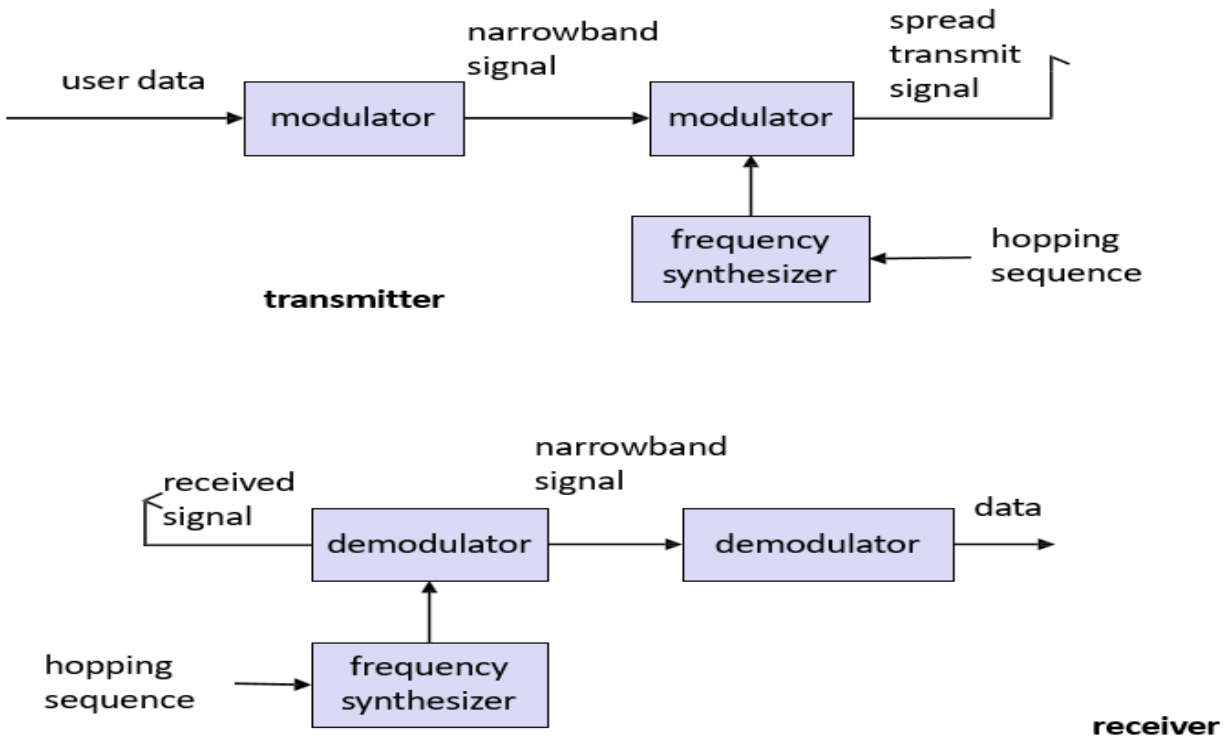 user data
modulator
narrowband
signal
modulator
spread
transmit
signal
frequency
synthesizer
hopping
sequence
transmitter
received
signal
demodulator
narrowband
signal
demodulator
data
hopping
sequence
frequency
synthesizer
receiver